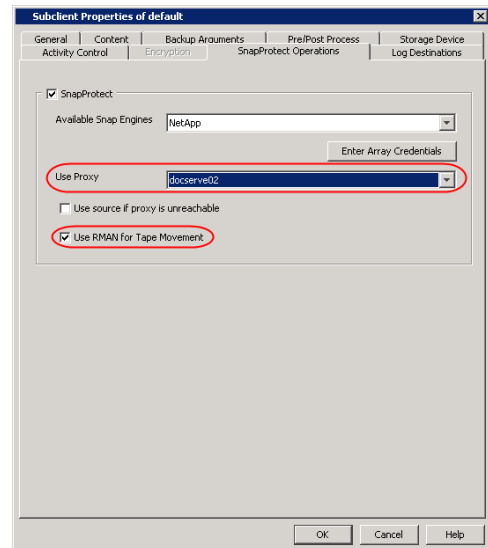 Subclient Properties of default
General Content Backup Arguments Pre/Post Process Storage Device
Activity Control Encryption SnapProtect Operations Log Destinations
SnapProtect
Available Snap Engines NetApp
Enter Array Credentials
Use Proxy docserve02
Use source if proxy is unreachable
Use RMAN for Tape Movement
OK Cancel Help